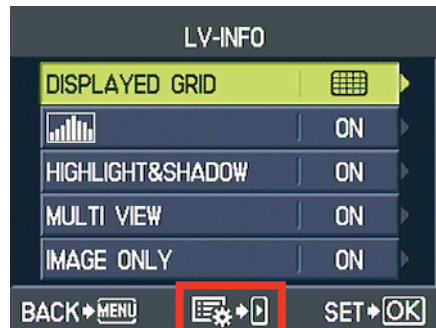 LV-INFO
DISPLAYED GRID
ON
HIGHLIGHT&SHADOW ON
MULTI VIEW ON
IMAGE ONLY ON
BACK MENU SET OK